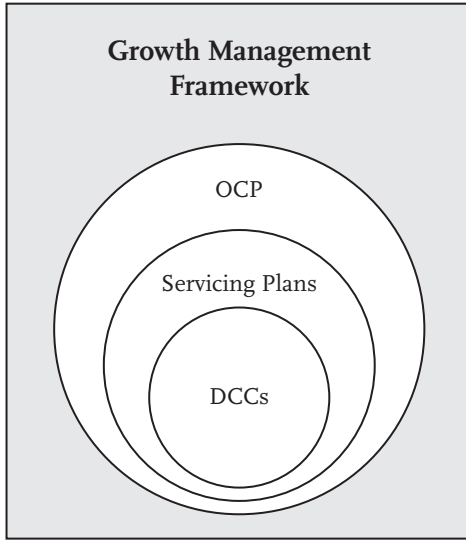 Growth Management
Framework
OCP
Servicing Plans
DCCs